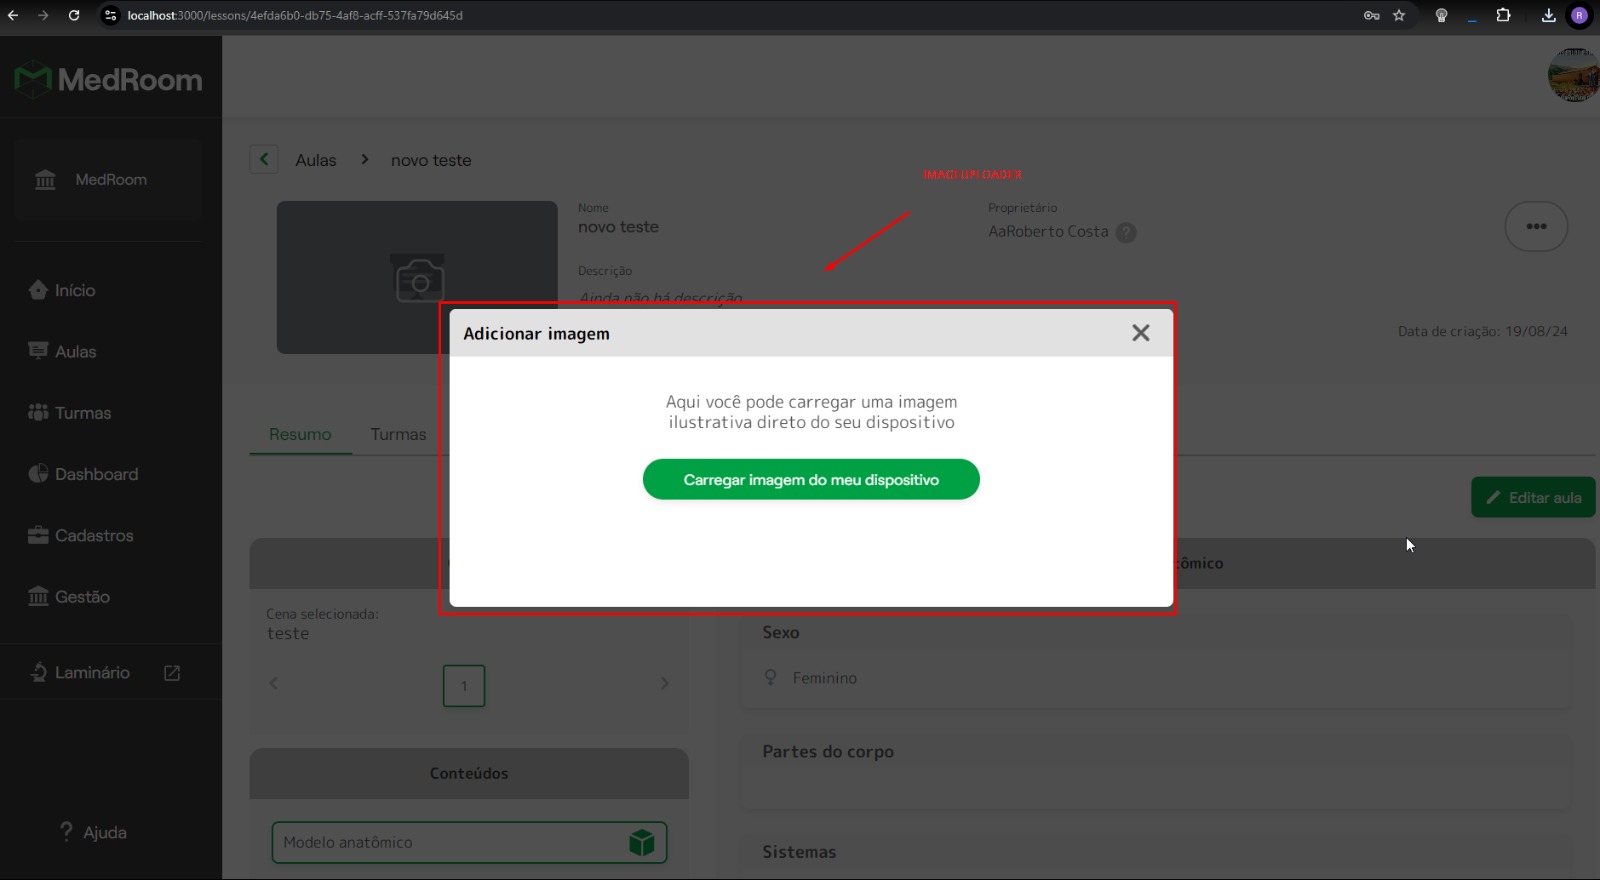 localhost:3000/lessons/4efda6b0-db75-4af8-acff-537fa79d645d
R
MedRoom
MedRoom
Aulas > novo teste
IMAGEUPLOADER
Nome
novo teste
Proprietário
AaRoberto Costa ?
Descrição
Ainda não há descrição
Data de criação: 19/08/24
Início
Aulas
Turmas
Dashboard
Cadastros
Gestão
Laminário
? Ajuda
Adicionar imagem
Aqui você pode carregar uma imagem
ilustrativa direto do seu dispositivo
Carregar imagem do meu dispositivo
Resumo Turmas
Editar aula
tômico
Cena selecionada:
teste
1
Conteúdos
Modelo anatômico
Sexo
Feminino
Partes do corpo
Sistemas